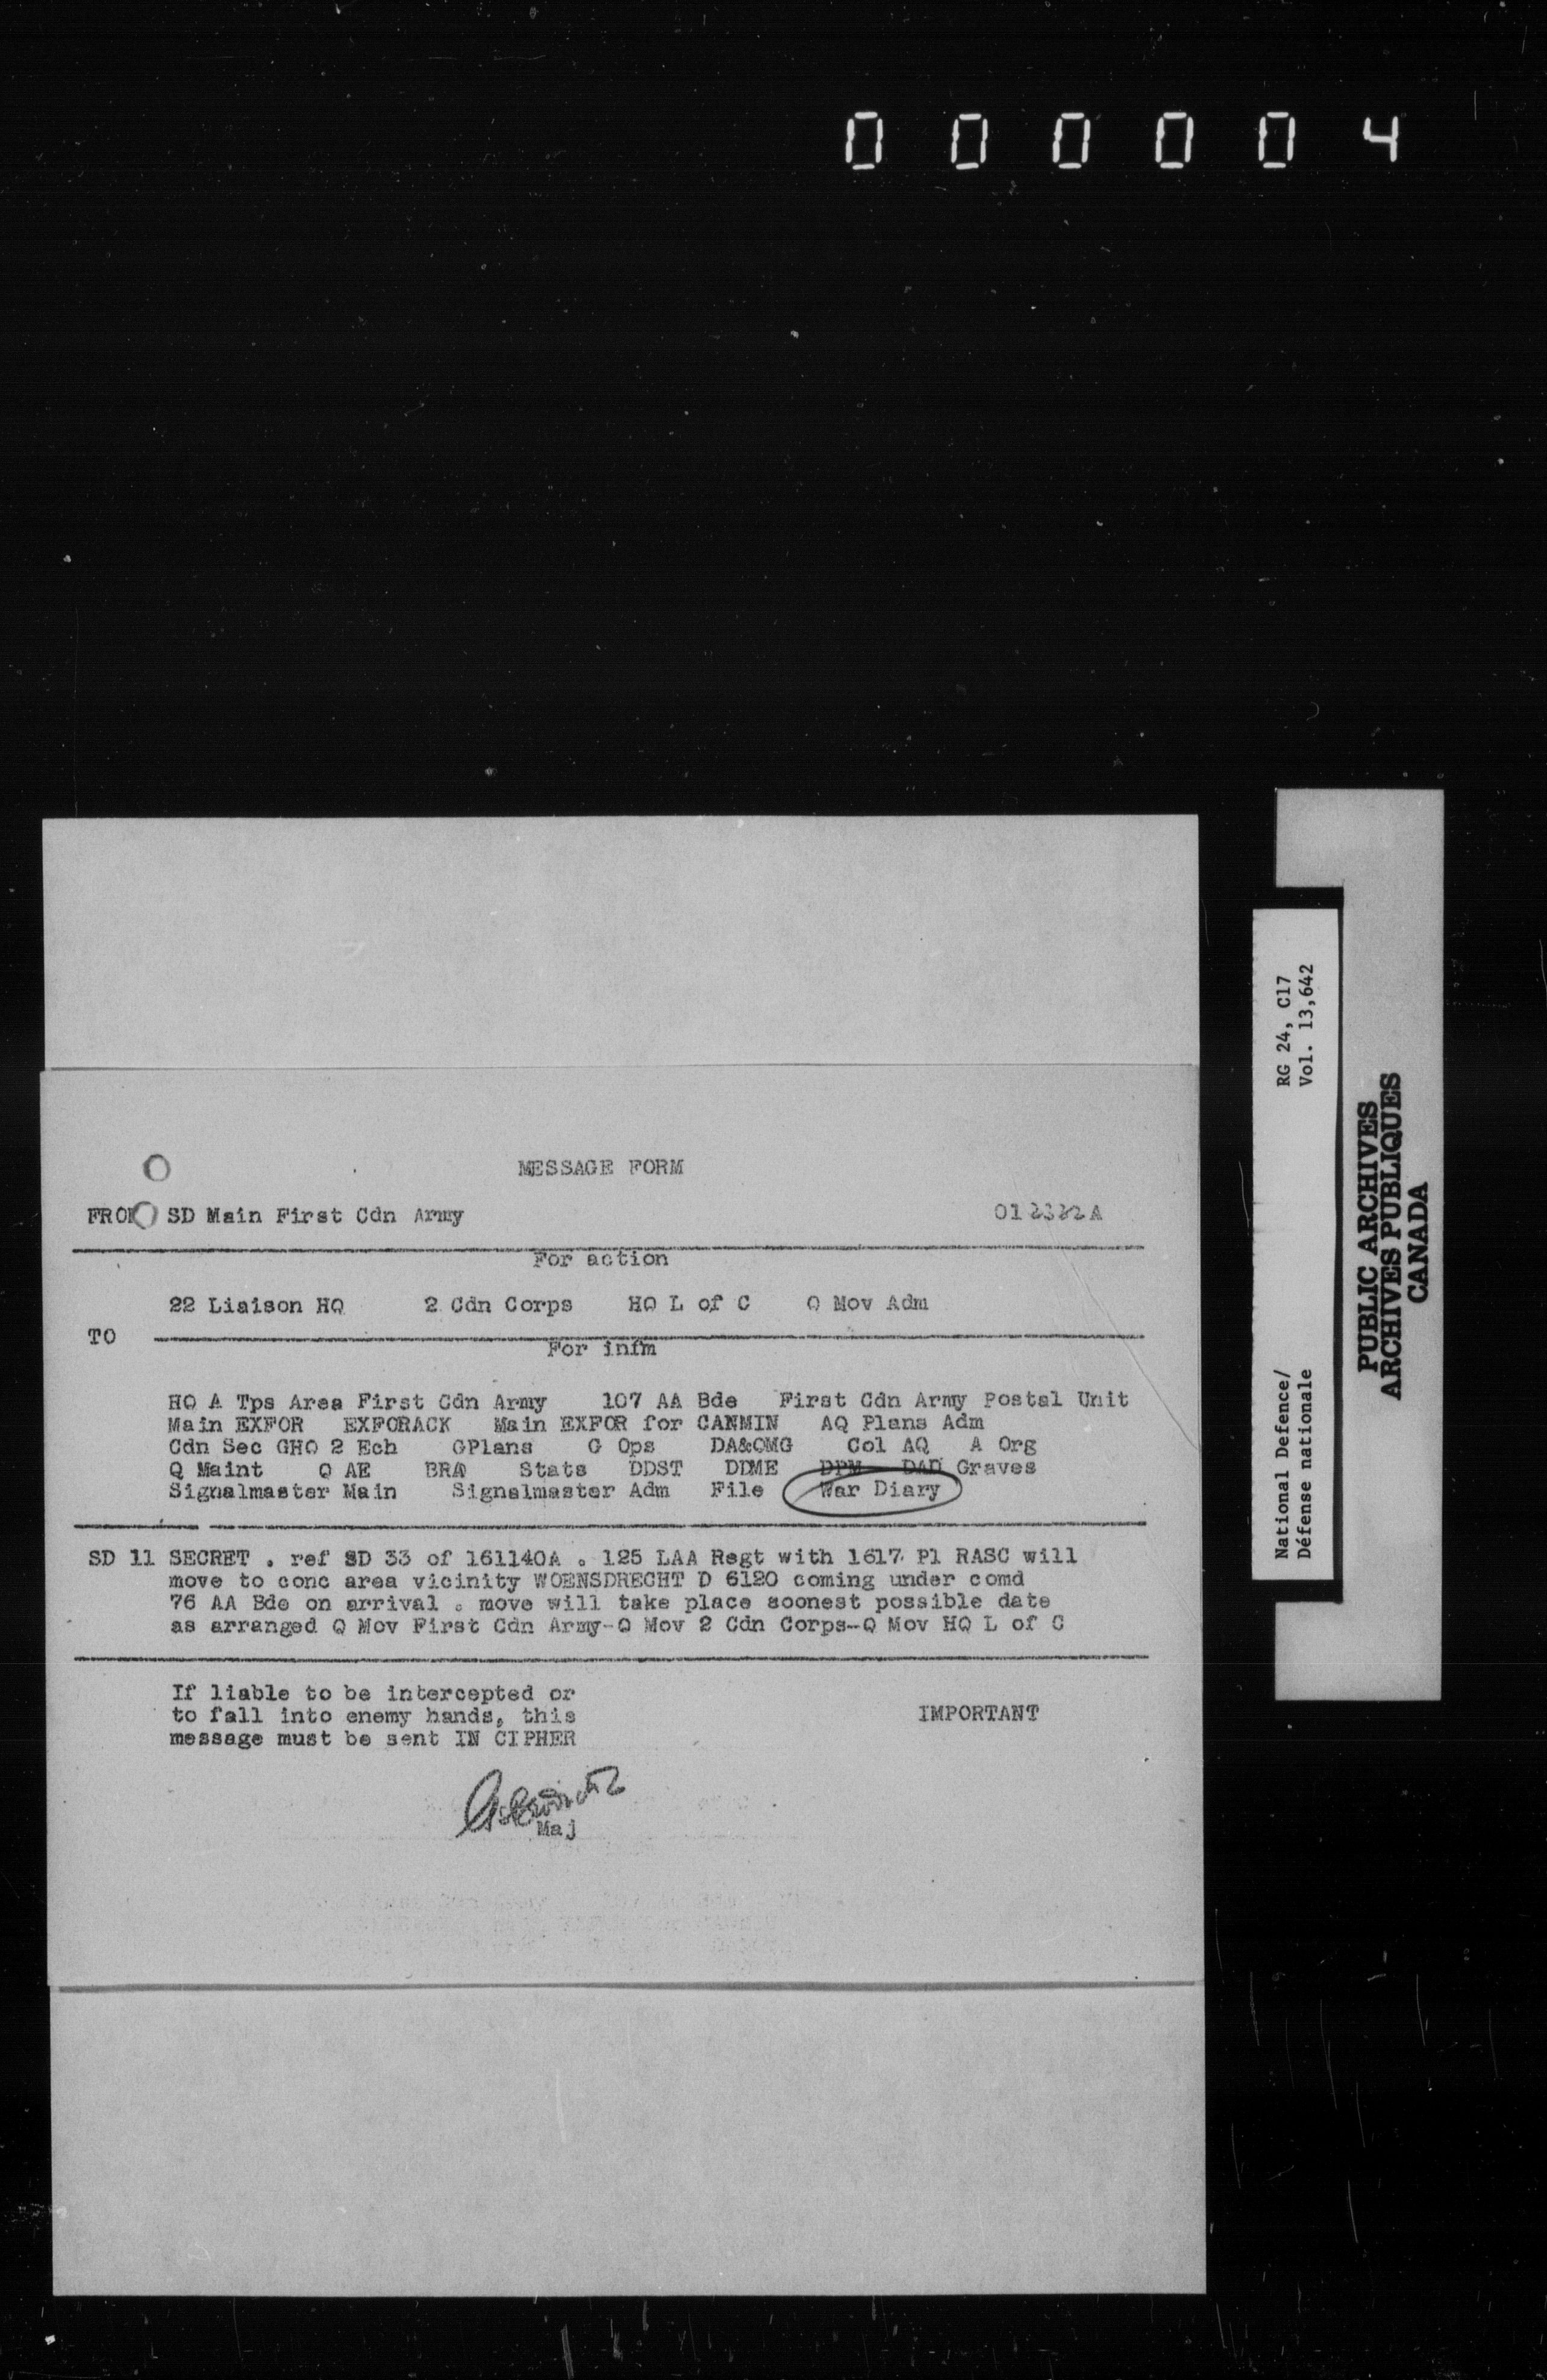 000004
MESSAGE FORM
FROM SD Main First Cdn Army 012322A
For action
22 Liaison HQ 2 Cdn Corps HQ L of C Q Mov Adm
TO
For infm
HQ A Tps Area First Cdn Army 107 AA Bde First Cdn Army Postal Unit
Main EXFOR EXFORACK Main EXFOR for CANMIN AQ Plans Adm
Cdn Sec GHQ 2 Ech GPlans G Ops DA&QMG Col AQ A Org
Q Maint Q AE BRA Stats DDST DDME DPM DAD Graves
Signalmaster Main Signalmaster Adm File War Diary
SD 11 SECRET . ref SD 33 of 161140A . 125 LAA Regt with 1617 Pl RASC will
move to conc area vicinity WOENSDRECHT D 6120 coming under comd
76 AA Bde on arrival . move will take place soonest possible date
as arranged Q Mov First Cdn Army-Q Mov 2 Cdn Corps--Q Mov HQ L of C
If liable to be intercepted or
to fall into enemy hands, this
message must be sent IN CIPHER
IMPORTANT
Maj
National Defence/ RG 24, C17
Défense nationale Vol. 13,642
PUBLIC ARCHIVES
ARCHIVES PUBLIQUES
CANADA